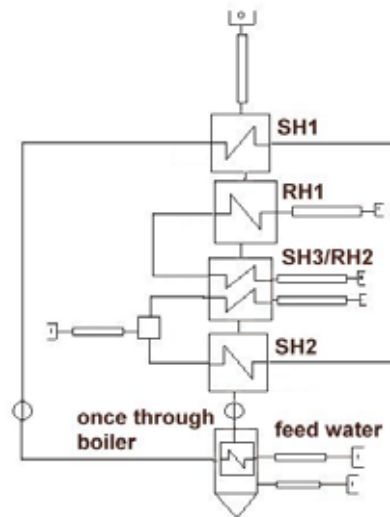 SH1
RH1
SH3/RH2
SH2
once through
boiler
feed water